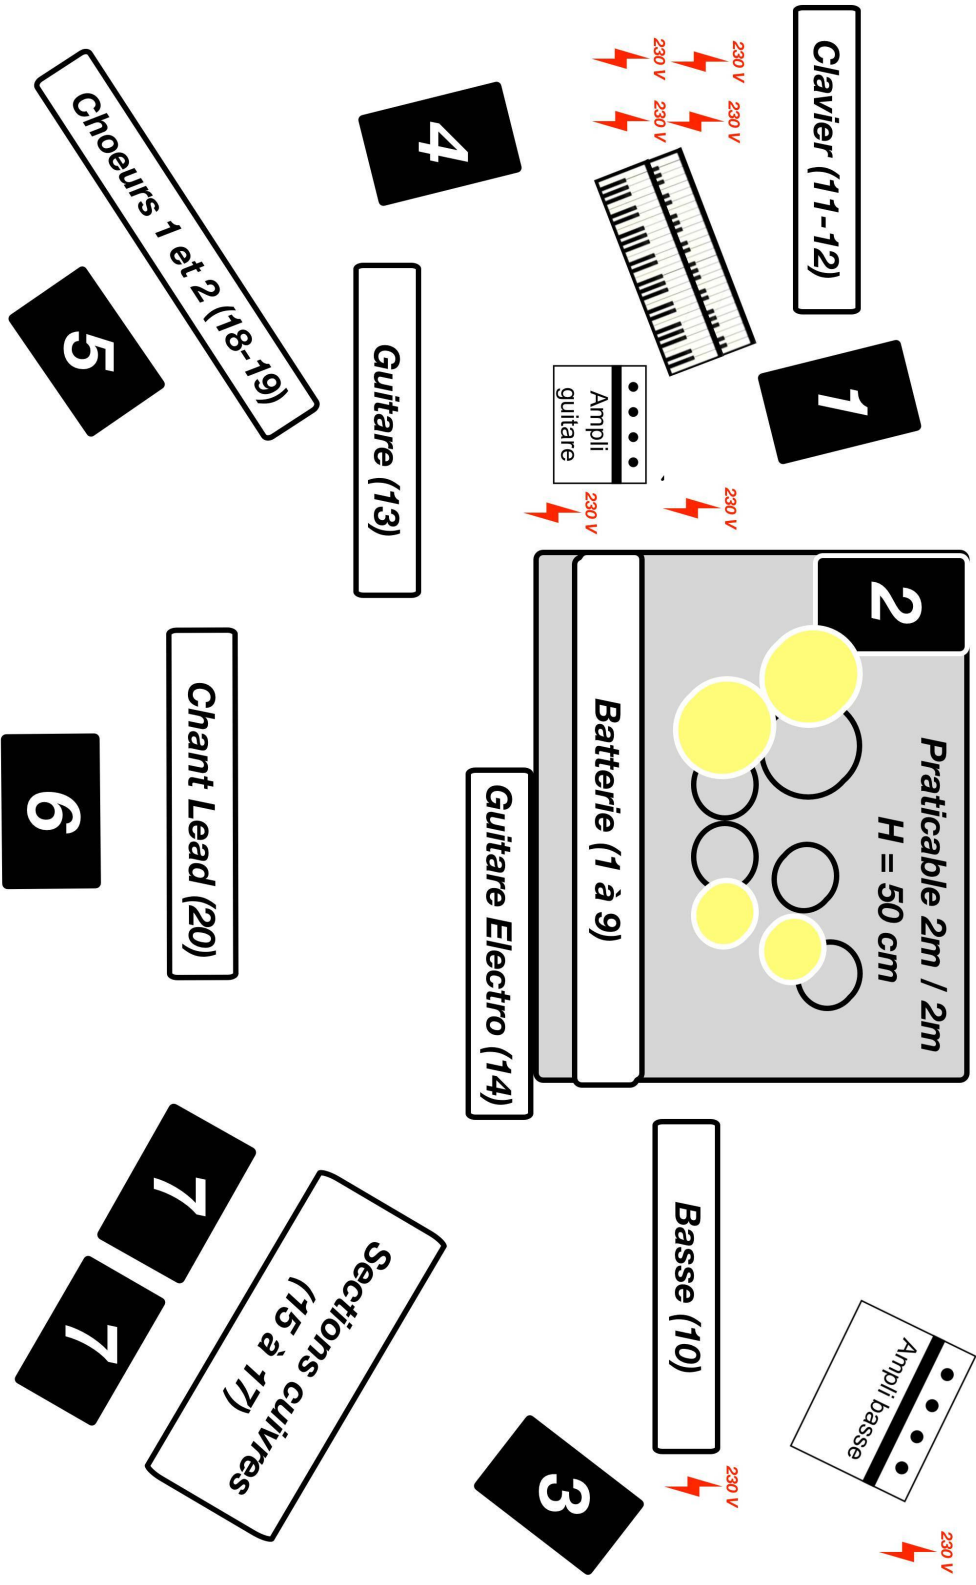 Praticable 2m / 2m
H = 50 cm
2
230 V
Ampli basse
Clavier (11-12)
1
230 V
230 V
230 V
230 V
230 V
230 V
Basse (10)
Batterie (1 à 9)
Ampli
guitare
230 V
3
Guitare Electro (14)
4
Guitare (13)
Sections cuivres
(15 à 17)
Choeurs 1 et 2 (18-19)
Chant Lead (20)
7
7
5
6